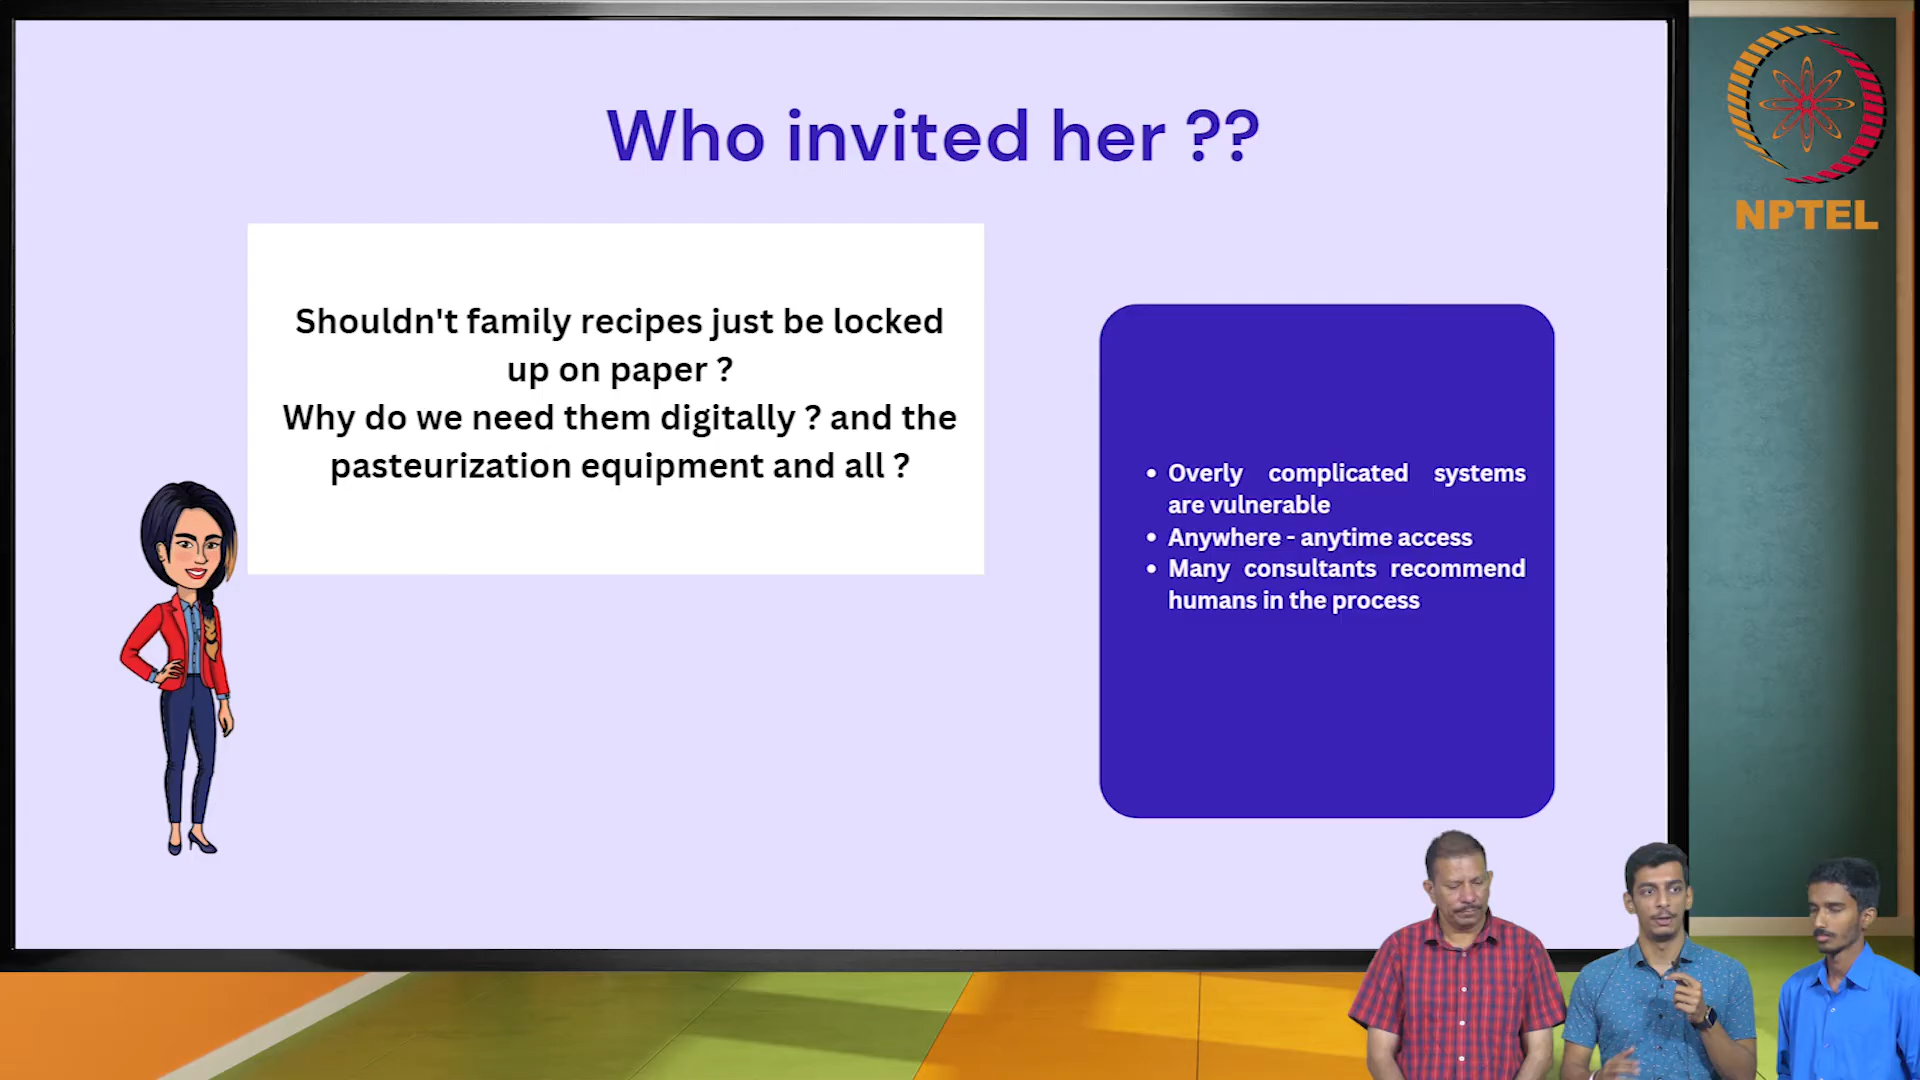 Who invited her ??
Shouldn't family recipes just be locked
up on paper ?
Why do we need them digitally ? and the
pasteurization equipment and all ?
• Overly complicated systems
are vulnerable
• Anywhere - anytime access
• Many consultants recommend
humans in the process
NPTEL